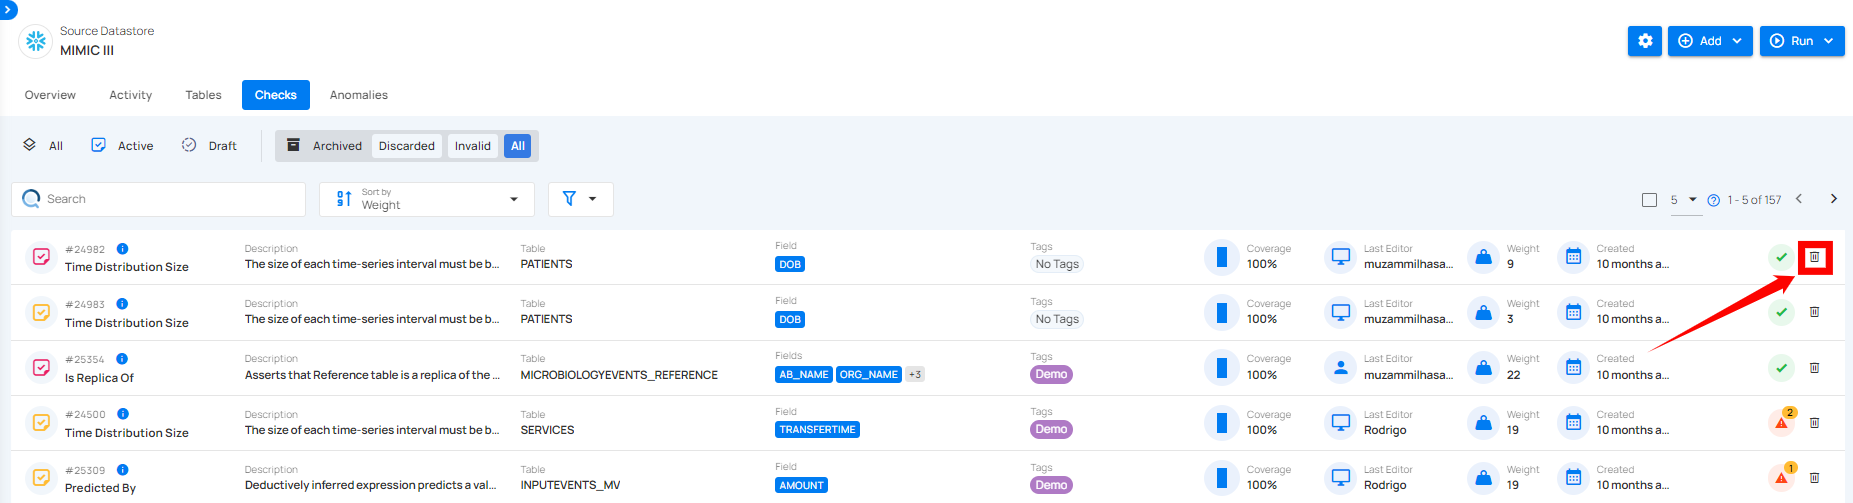 Source Datastore
MIMIC III
Add
Run
Overview Activity Tables Checks Anomalies
All Active Draft Archived Discarded Invalid All
Search
Sort by
Weight
5 1 - 5 of 157
#24982 Description Table Field Tags Coverage Last Editor Weight Created
Time Distribution Size The size of each time-series interval must be b... PATIENTS DOB No Tags 100% muzammilhasa... 9 10 months a...
#24983 Description Table Field Tags Coverage Last Editor Weight Created
Time Distribution Size The size of each time-series interval must be b... PATIENTS DOB No Tags 100% muzammilhasa... 3 10 months a...
#25354 Description Table Fields Tags Coverage Last Editor Weight Created
Is Replica Of Asserts that Reference table is a replica of the ... MICROBIOLOGYEVENTS_REFERENCE AB_NAME ORG_NAME +3 Demo 100% muzammilhasa... 22 10 months a...
#24500 Description Table Field Tags Coverage Last Editor Weight Created 2
Time Distribution Size The size of each time-series interval must be b... SERVICES TRANSFERTIME Demo 100% Rodrigo 19 10 months a...
#25309 Description Table Field Tags Coverage Last Editor Weight Created 1
Predicted By Deductively inferred expression predicts a val... INPUTEVENTS_MV AMOUNT Demo 100% Rodrigo 19 10 months a...